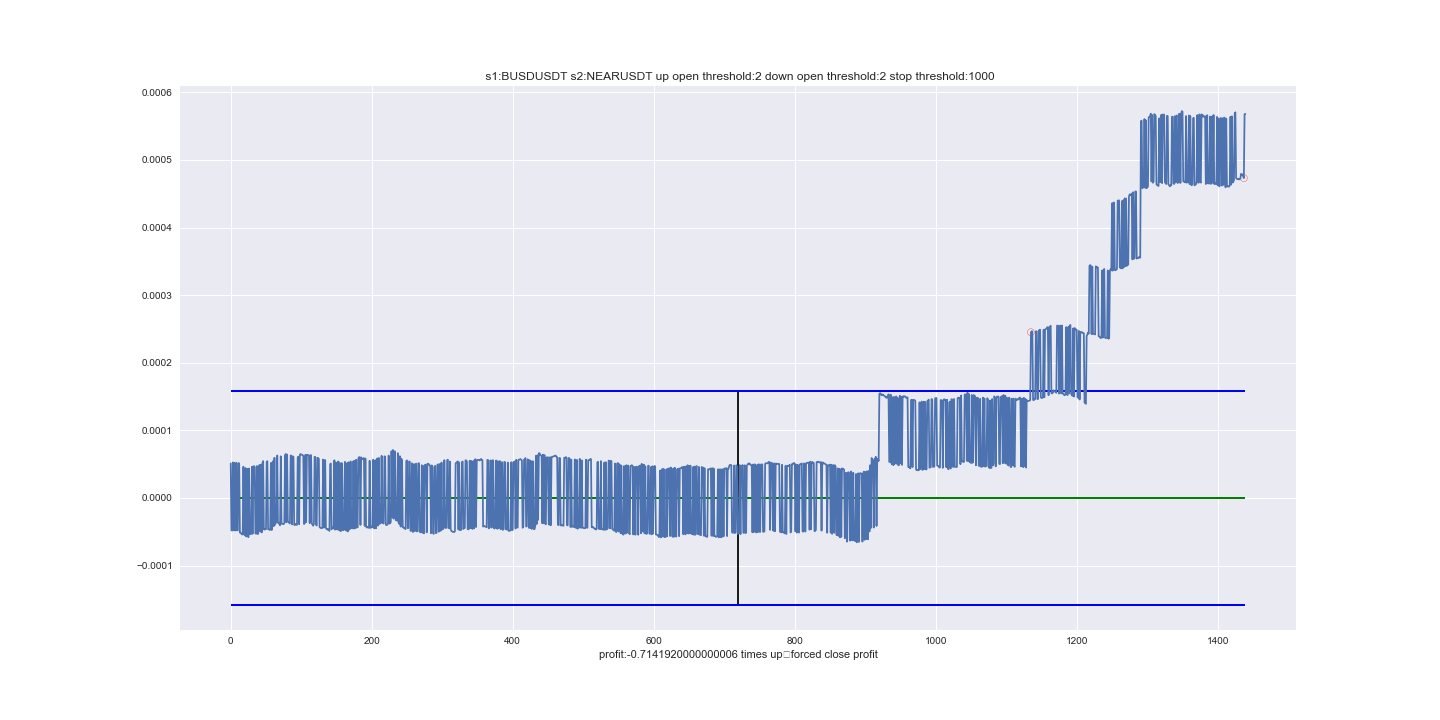 s1:BUSDUSDT s2:NEARUSDT up open threshold:2 down open threshold:2 stop threshold:1000
0.0006
0.0005
0.0004
0.0003
0.0002
0.0001
0.0000
−0.0001
0 200 400 600 800 1000 1200 1400
profit:-0.7141920000000006 times up□forced close profit